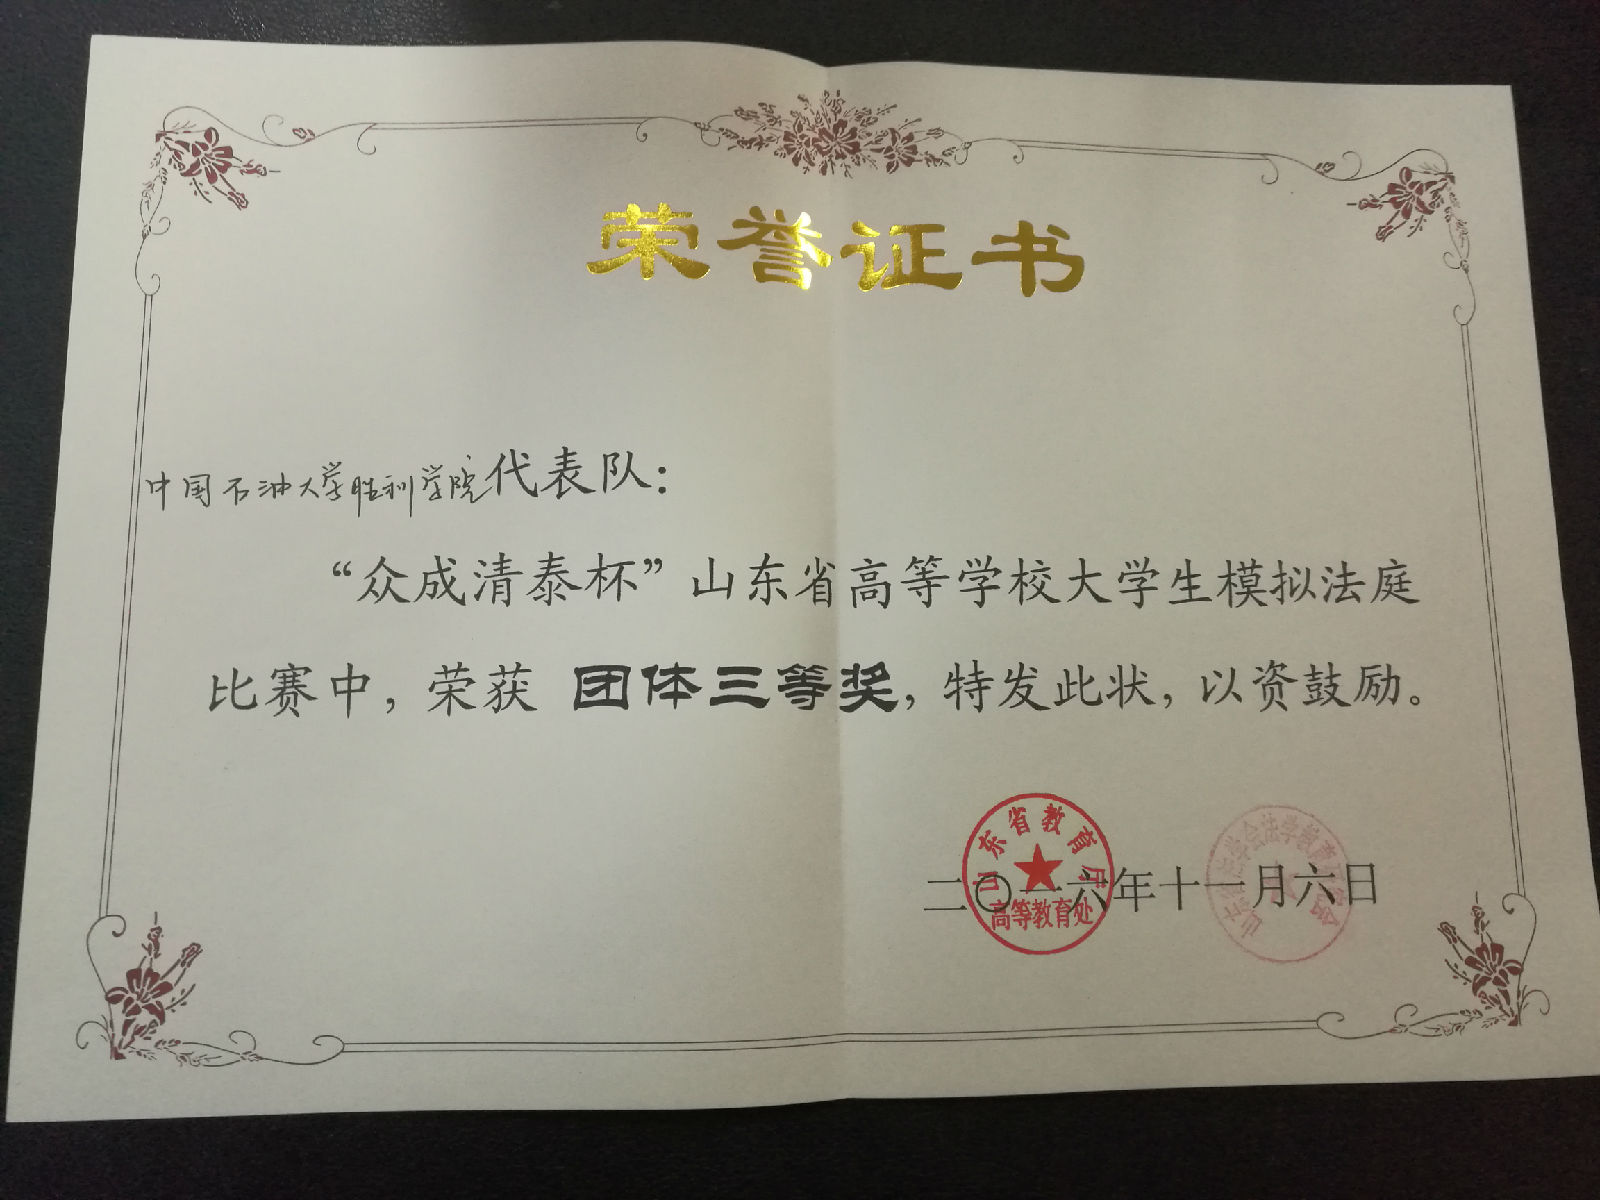 荣誉证书
中国石油大学胜利学院代表队：
“众成清泰杯”山东省高等学校大学生模拟法庭
比赛中，荣获 团体三等奖，特发此状，以资鼓励。
山东省教育厅
高等教育处
二〇一六年十一月六日